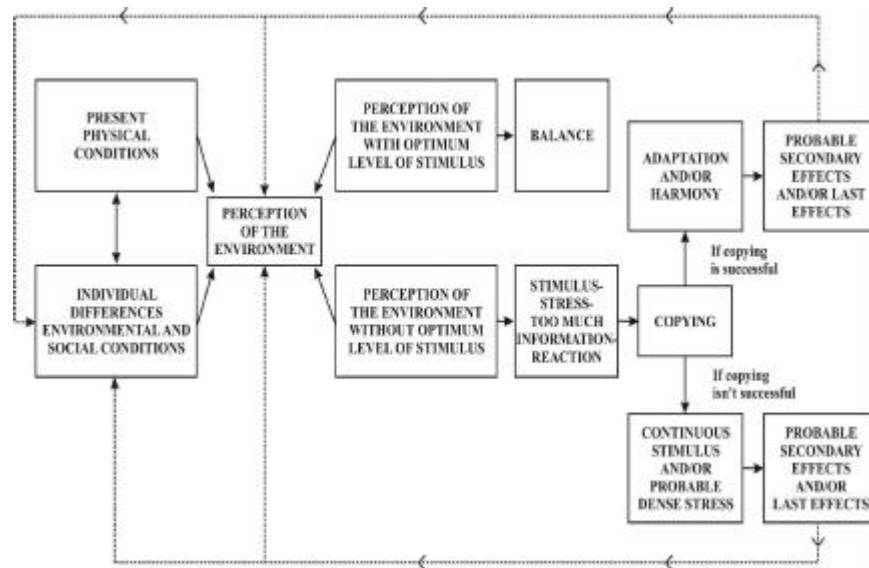 PRESENT
PHYSICAL
CONDITIONS
PERCEPTION OF
THE ENVIRONMENT
WITH OPTIMUM
LEVEL OF STIMULUS
BALANCE
ADAPTATION
AND/OR
HARMONY
PROBABLE
SECONDARY
EFFECTS
AND/OR LAST
EFFECTS
PERCEPTION
OF THE
ENVIRONMENT
If copying
is successful
INDIVIDUAL
DIFFERENCES
ENVIRONMENTAL AND
SOCIAL CONDITIONS
PERCEPTION OF
THE ENVIRONMENT
WITHOUT OPTIMUM
LEVEL OF STIMULUS
STIMULUS-
STRESS-
TOO MUCH
INFORMATION-
REACTION
COPYING
If copying
isn't successful
CONTINUOUS
STIMULUS
AND/OR
PROBABLE
DENSE STRESS
PROBABLE
SECONDARY
EFFECTS
AND/OR
LAST EFFECTS